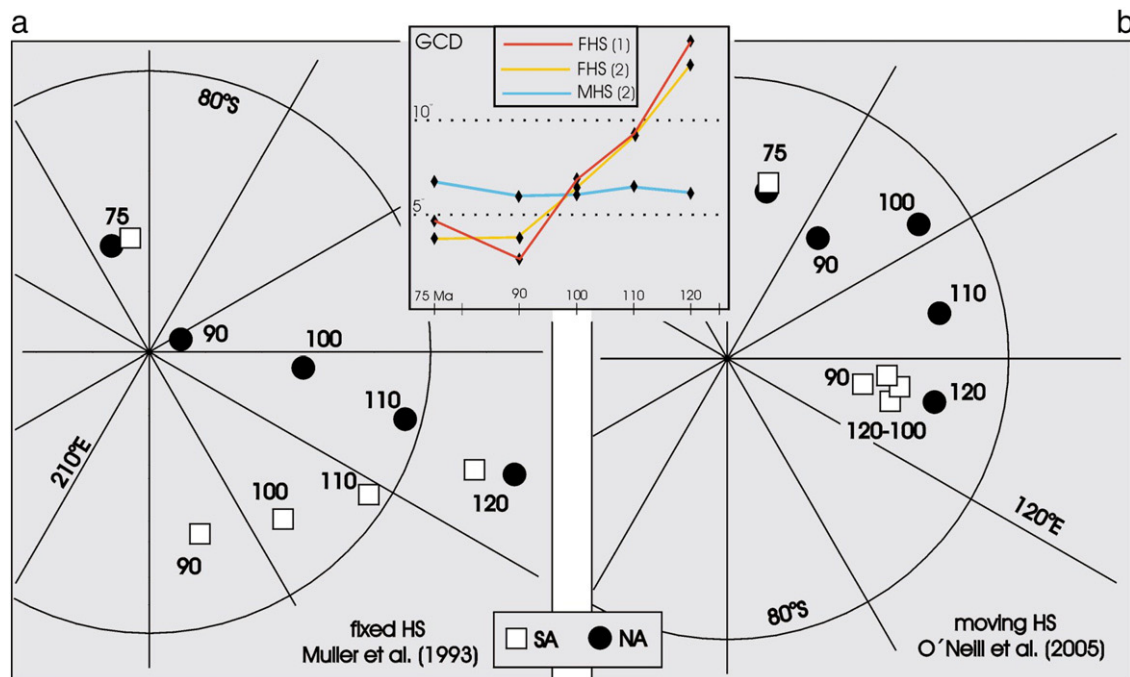 a
b
GCD
FHS (1)
FHS (2)
MHS (2)
10
5
75 Ma
90
100
110
120
80°S
75
90
100
110
120
110
100
90
210°E
fixed HS
Muller et al. (1993)
SA
NA
75
100
90
110
90
120
120-100
120°E
80°S
moving HS
O´Neill et al. (2005)